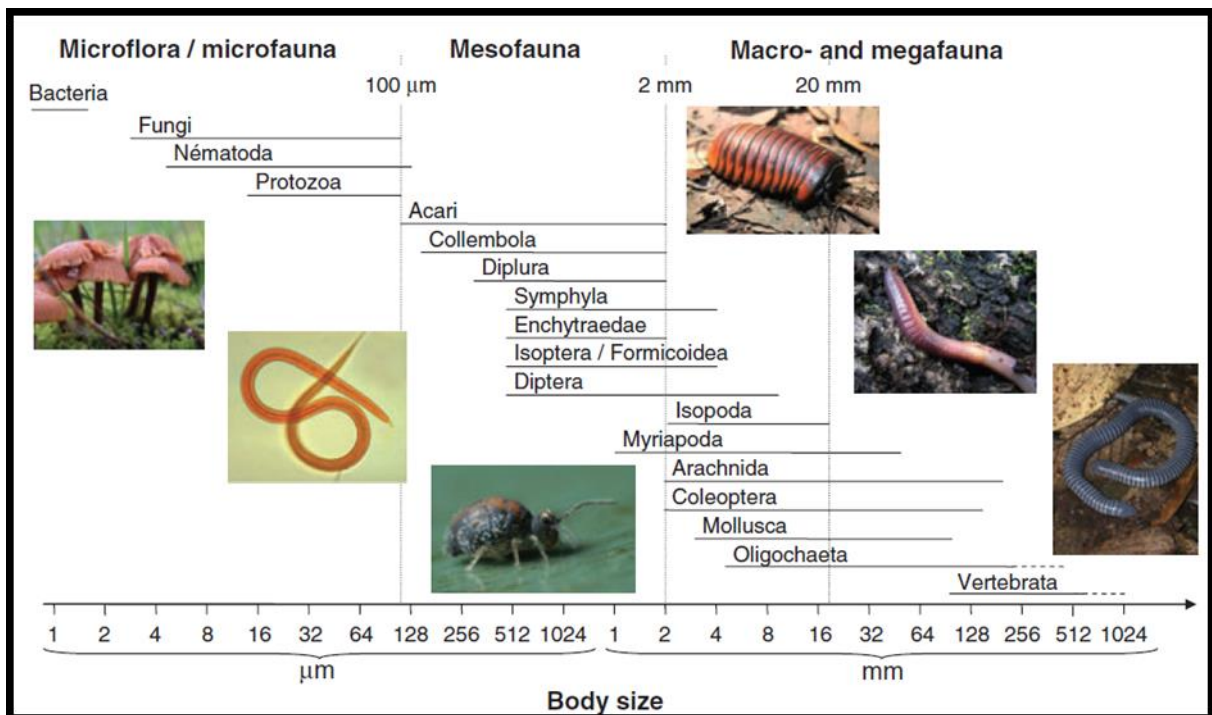 Microflora / microfauna Mesofauna Macro- and megafauna
100 μm 2 mm 20 mm
Bacteria
Fungi
Nématoda
Protozoa
Acari
Collembola
Diplura
Symphyla
Enchytraedae
Isoptera / Formicoidea
Diptera
Isopoda
Myriapoda
Arachnida
Coleoptera
Mollusca
Oligochaeta
Vertebrata
1 2 4 8 16 32 64 128 256 512 1024 1 2 4 8 16 32 64 128 256 512 1024
μm mm
Body size